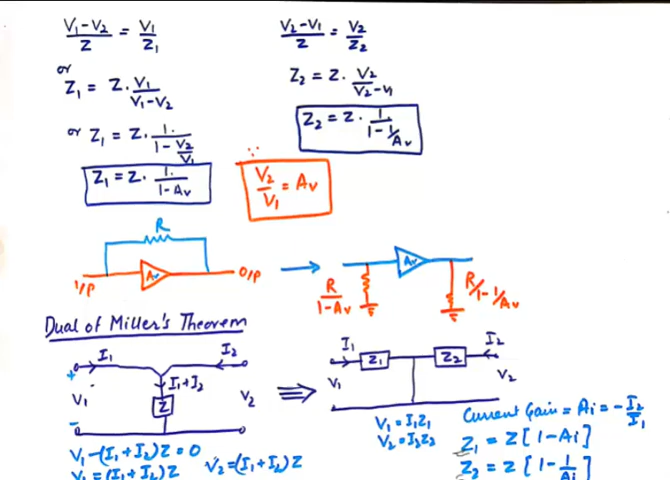 V₁-V₂/Z = V₁/Z₁
or
Z₁ = Z · V₁/V₁-V₂
or Z₁ = Z · 1/1-V₂/V₁
Z₁ = Z · 1/1-Aᵥ
∵
V₂/V₁ = Aᵥ
V₂-V₁/Z = V₂/Z₂
Z₂ = Z · V₂/V₂-V₁
Z₂ = Z · 1/1-1/Aᵥ
R
I/P Aᵥ O/P
Aᵥ
R/1-Aᵥ
R/1-1/Aᵥ
Dual of Miller's Theorem
I₁ I₂
I₁+I₂
+ V₁ Z V₂
-
V₁-(I₁+I₂)Z=0
V₁=(I₁+I₂)Z
V₂=(I₁+I₂)Z
I₁ Z₁ Z₂ I₂
V₁ V₂
V₁=I₁Z₁
V₂=I₂Z₂
Current Gain = Ai = -I₂/I₁
Z₁ = Z[1-Ai]
Z₂ = Z[1-1/Ai]